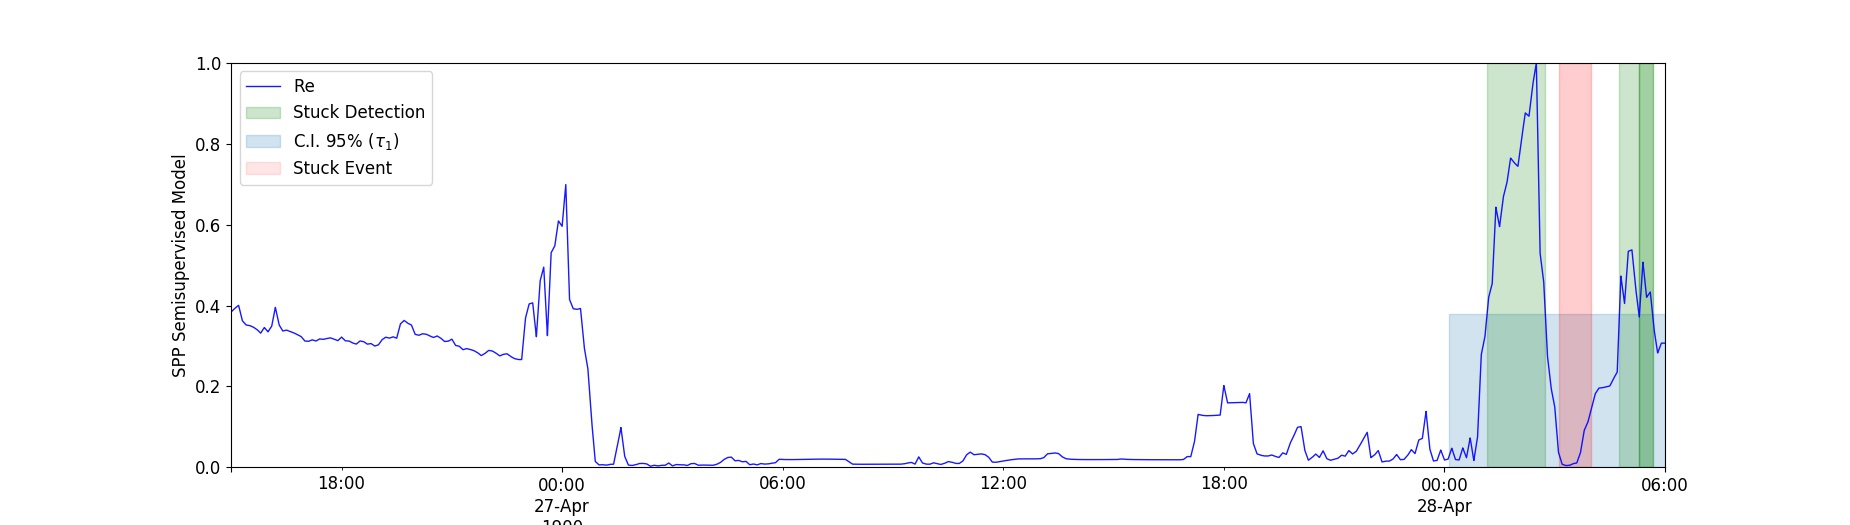 1.0
0.8
0.6
0.4
0.2
0.0
SPP Semisupervised Model
Re
Stuck Detection
C.I. 95% (τ₁)
Stuck Event
18:00
00:00
27-Apr
1900
06:00
12:00
18:00
00:00
28-Apr
06:00